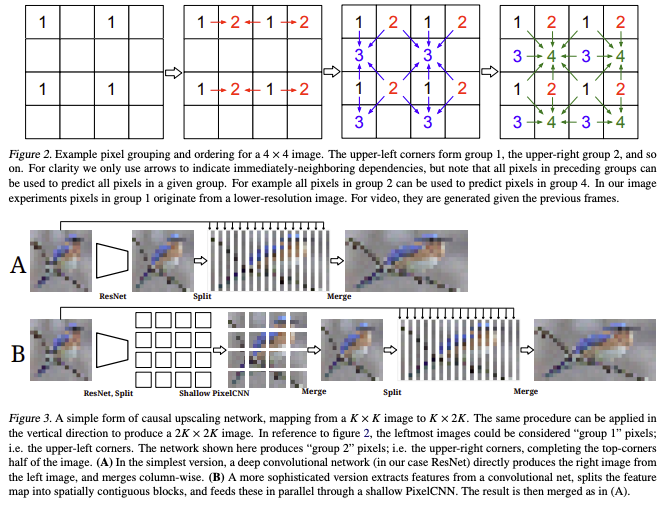 1 1 1 2 1 2 1 2 1 2 1 2 1 2
3 3 3 4 3 4
1 1 1 2 1 2 1 2 1 2 1 2 1 2
3 3 3 4 3 4
Figure 2. Example pixel grouping and ordering for a 4 × 4 image. The upper-left corners form group 1, the upper-right group 2, and so
on. For clarity we only use arrows to indicate immediately-neighboring dependencies, but note that all pixels in preceding groups can
be used to predict all pixels in a given group. For example all pixels in group 2 can be used to predict pixels in group 4. In our image
experiments pixels in group 1 originate from a lower-resolution image. For video, they are generated given the previous frames.
A
ResNet Split Merge
B
ResNet, Split Shallow PixelCNN Merge Split Merge
Figure 3. A simple form of causal upscaling network, mapping from a K × K image to K × 2K. The same procedure can be applied in
the vertical direction to produce a 2K × 2K image. In reference to figure 2, the leftmost images could be considered “group 1” pixels;
i.e. the upper-left corners. The network shown here produces “group 2” pixels; i.e. the upper-right corners, completing the top-corners
half of the image. (A) In the simplest version, a deep convolutional network (in our case ResNet) directly produces the right image from
the left image, and merges column-wise. (B) A more sophisticated version extracts features from a convolutional net, splits the feature
map into spatially contiguous blocks, and feeds these in parallel through a shallow PixelCNN. The result is then merged as in (A).